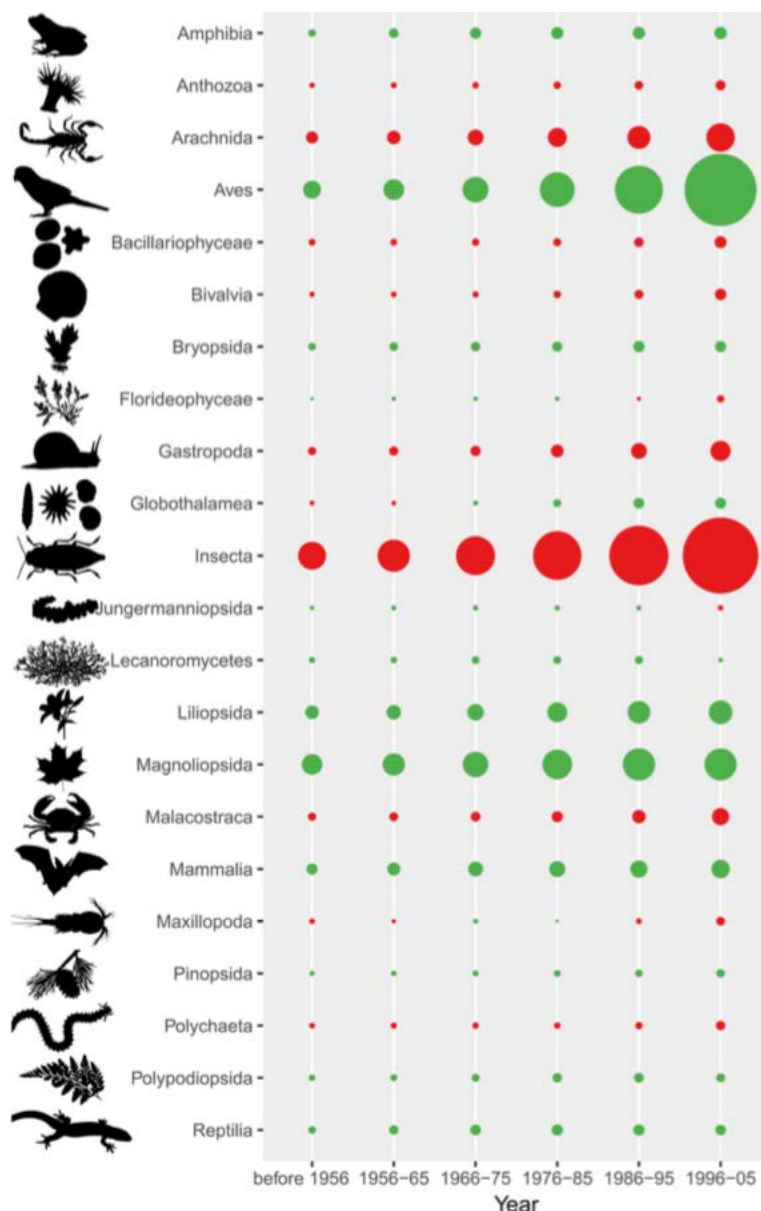 Amphibia
Anthozoa
Arachnida
Aves
Bacillariophyceae
Bivalvia
Bryopsida
Florideophyceae
Gastropoda
Globothalamea
Insecta
Jungermanniopsida
Lecanoromycetes
Liliopsida
Magnoliopsida
Malacostraca
Mammalia
Maxillopoda
Pinopsida
Polychaeta
Polypodiopsida
Reptilia
before 1956 1956-65 1966-75 1976-85 1986-95 1996-05
Year